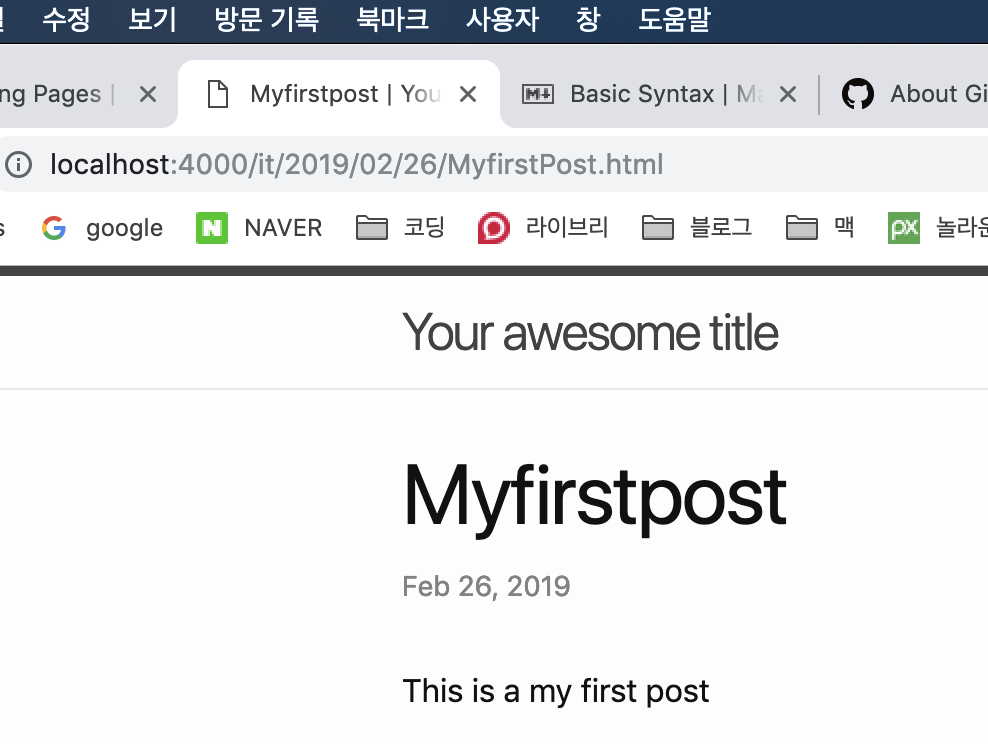 수정 보기 방문 기록 북마크 사용자 창 도움말
ng Pages | Myfirstpost | You Basic Syntax | Ma About Gi
localhost:4000/it/2019/02/26/MyfirstPost.html
s google NAVER 코딩 라이브리 블로그 맥 px 놀라운
Your awesome title
Myfirstpost
Feb 26, 2019
This is a my first post